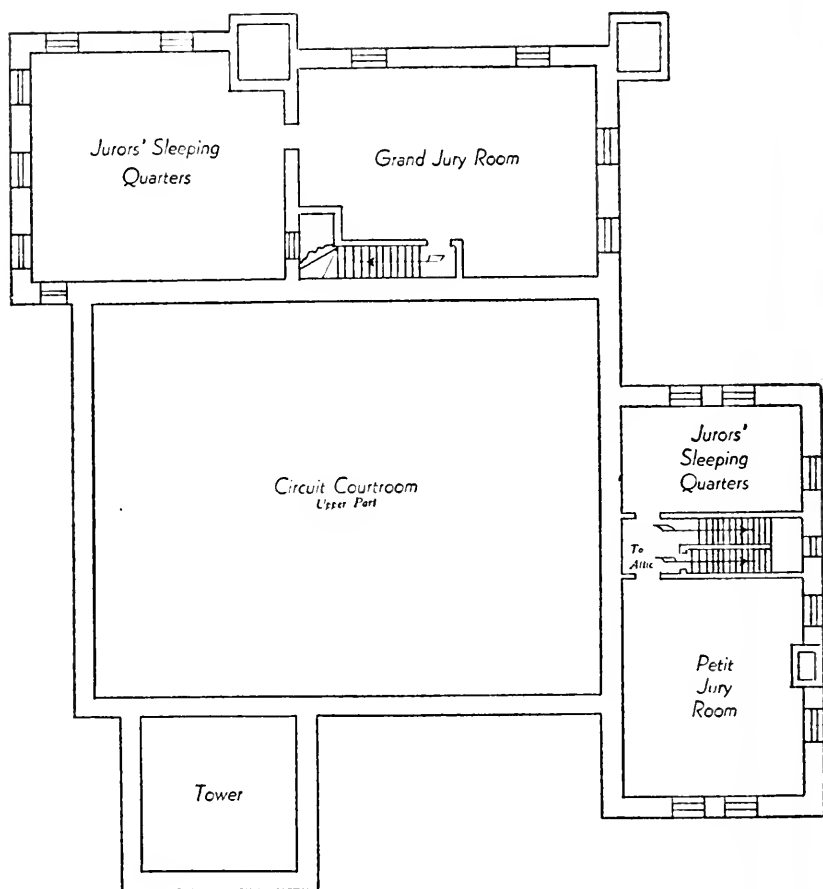 Jurors' Sleeping
Quarters
Grand Jury Room
Circuit Courtroom
Upper Part
Jurors'
Sleeping
Quarters
To
Attic
Petit
Jury
Room
Tower